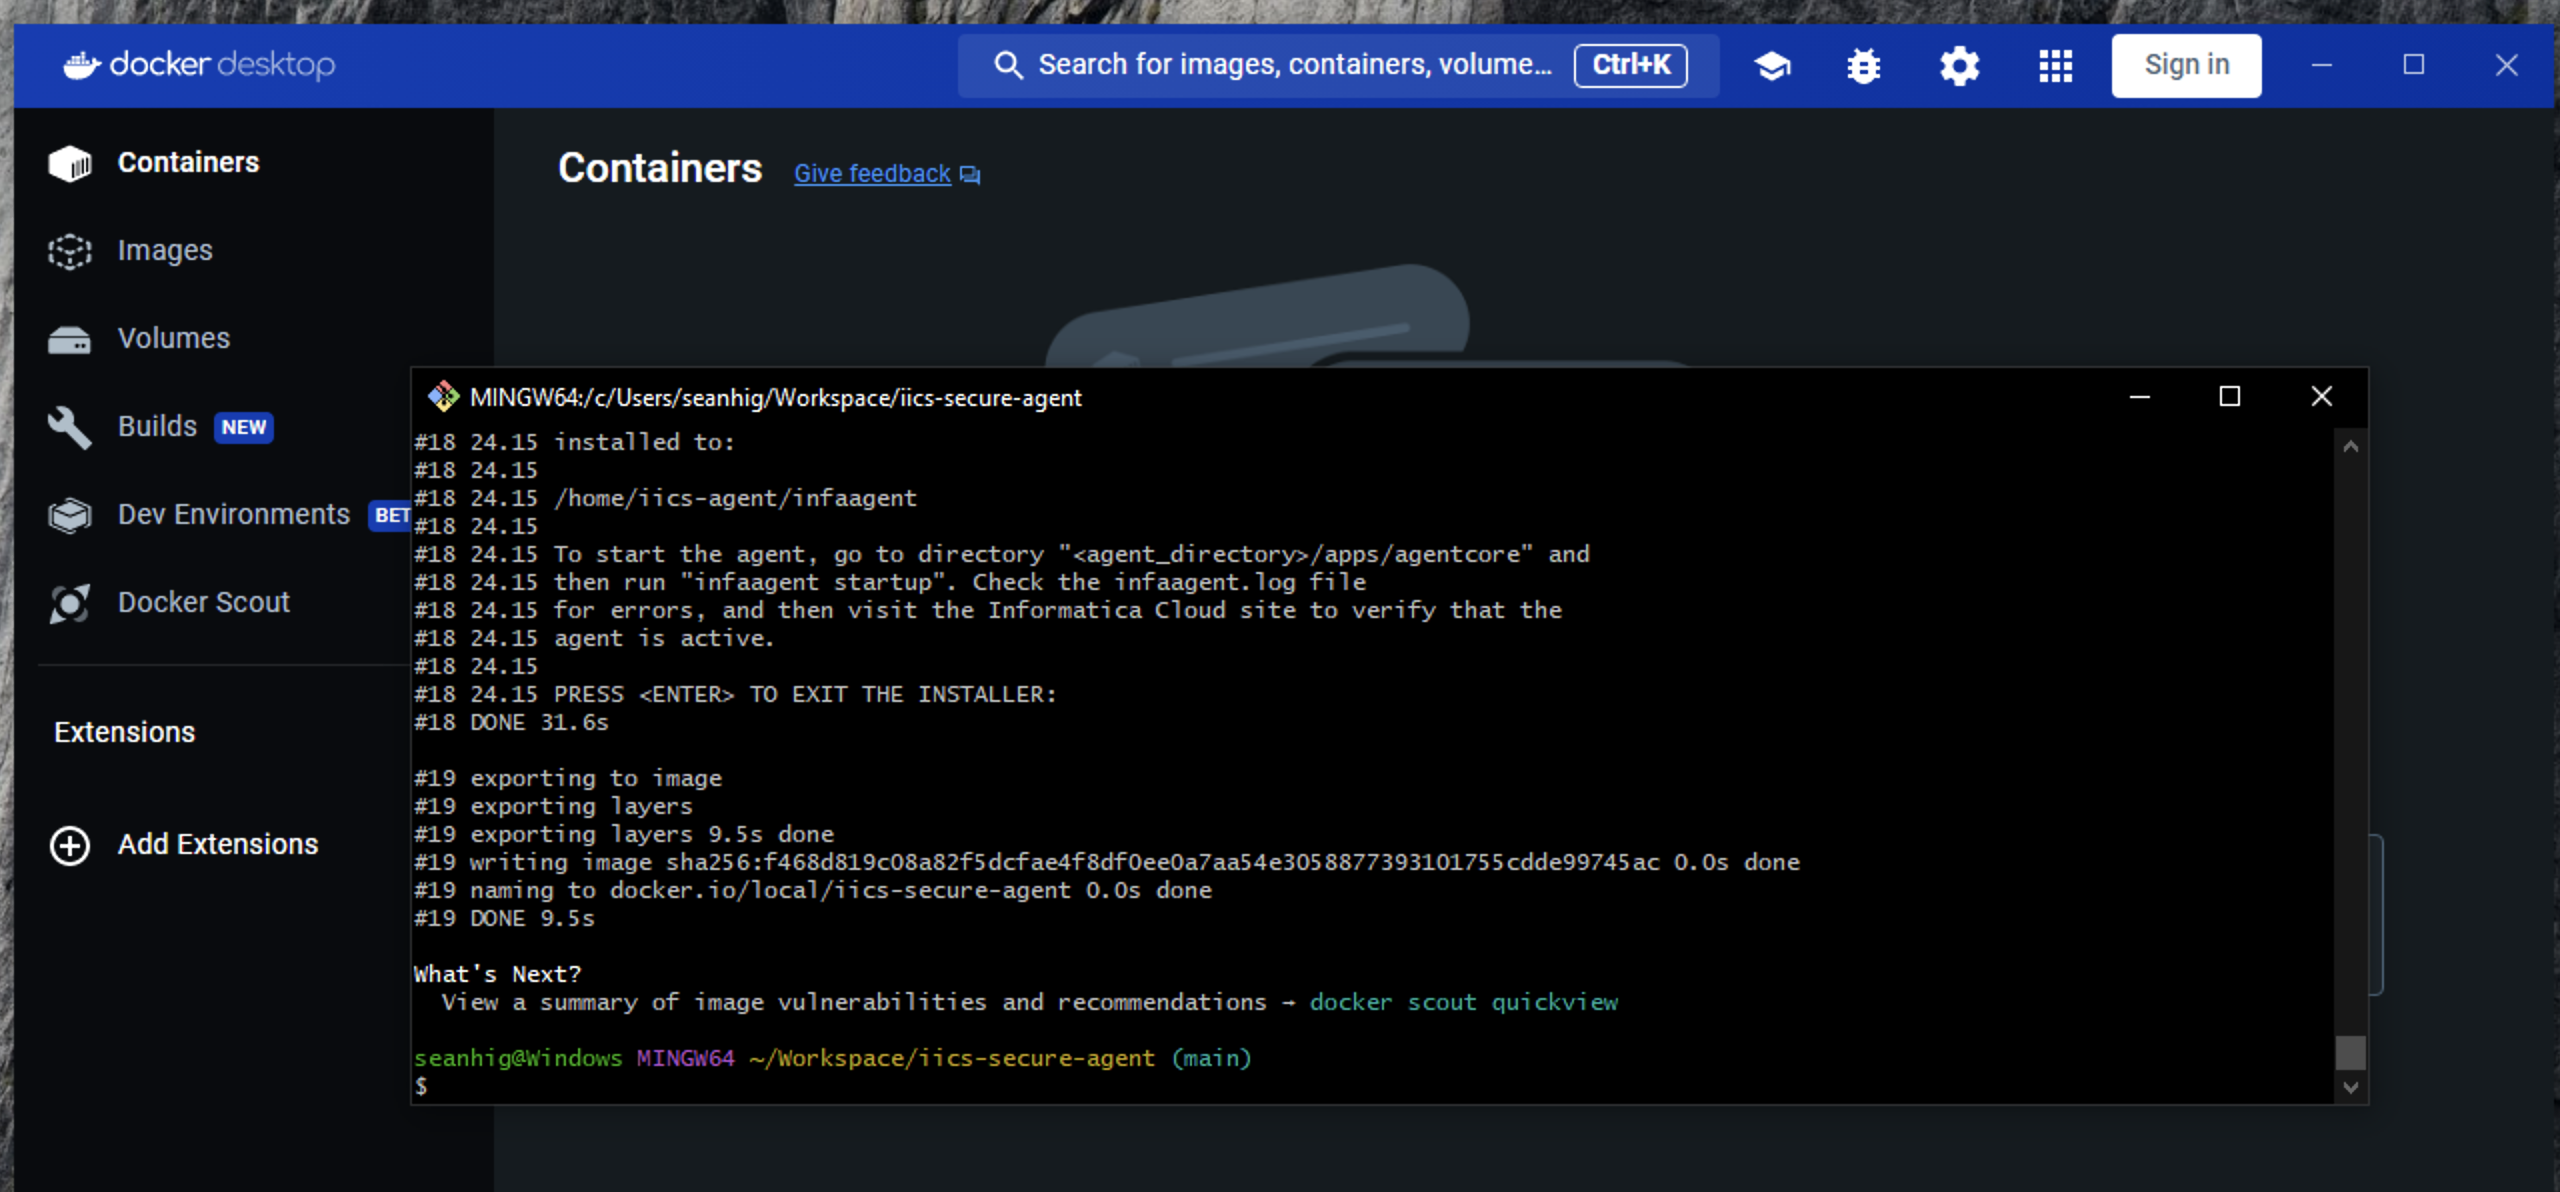 docker desktop
Search for images, containers, volume... Ctrl+K
Sign in
Containers
Images
Volumes
Builds NEW
Dev Environments BET
Docker Scout
Extensions
Add Extensions
Containers Give feedback
MINGW64:/c/Users/seanhig/Workspace/iics-secure-agent
#18 24.15 installed to:
#18 24.15
#18 24.15 /home/iics-agent/infaagent
#18 24.15
#18 24.15 To start the agent, go to directory "<agent_directory>/apps/agentcore" and
#18 24.15 then run "infaagent startup". Check the infaagent.log file
#18 24.15 for errors, and then visit the Informatica Cloud site to verify that the
#18 24.15 agent is active.
#18 24.15
#18 24.15 PRESS <ENTER> TO EXIT THE INSTALLER:
#18 DONE 31.6s
#19 exporting to image
#19 exporting layers
#19 exporting layers 9.5s done
#19 writing image sha256:f468d819c08a82f5dcfae4f8df0ee0a7aa54e3058877393101755cdde99745ac 0.0s done
#19 naming to docker.io/local/iics-secure-agent 0.0s done
#19 DONE 9.5s
What's Next?
View a summary of image vulnerabilities and recommendations → docker scout quickview
seanhig@Windows MINGW64 ~/Workspace/iics-secure-agent (main)
$